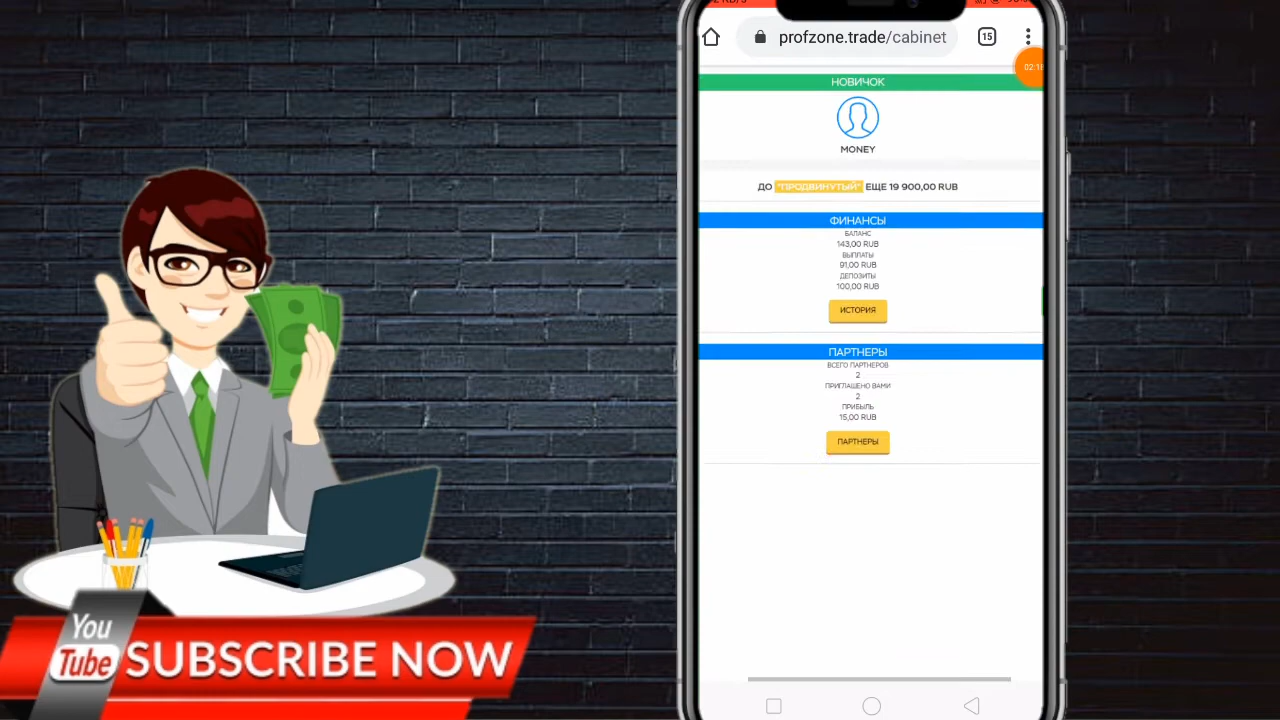 profzone.trade/cabinet
15
НОВИЧОК
MONEY
ДО "ПРОДВИНУТЫЙ" ЕЩЕ 19 900,00 RUB
ФИНАНСЫ
БАЛАНС
143,00 RUB
ВЫПЛАТЫ
91,00 RUB
ДЕПОЗИТЫ
100,00 RUB
ИСТОРИЯ
ПАРТНЕРЫ
ВСЕГО ПАРТНЕРОВ
2
ПРИГЛАШЕНО ВАМИ
2
ПРИБЫЛЬ
15,00 RUB
ПАРТНЕРЫ
You
Tube SUBSCRIBE NOW